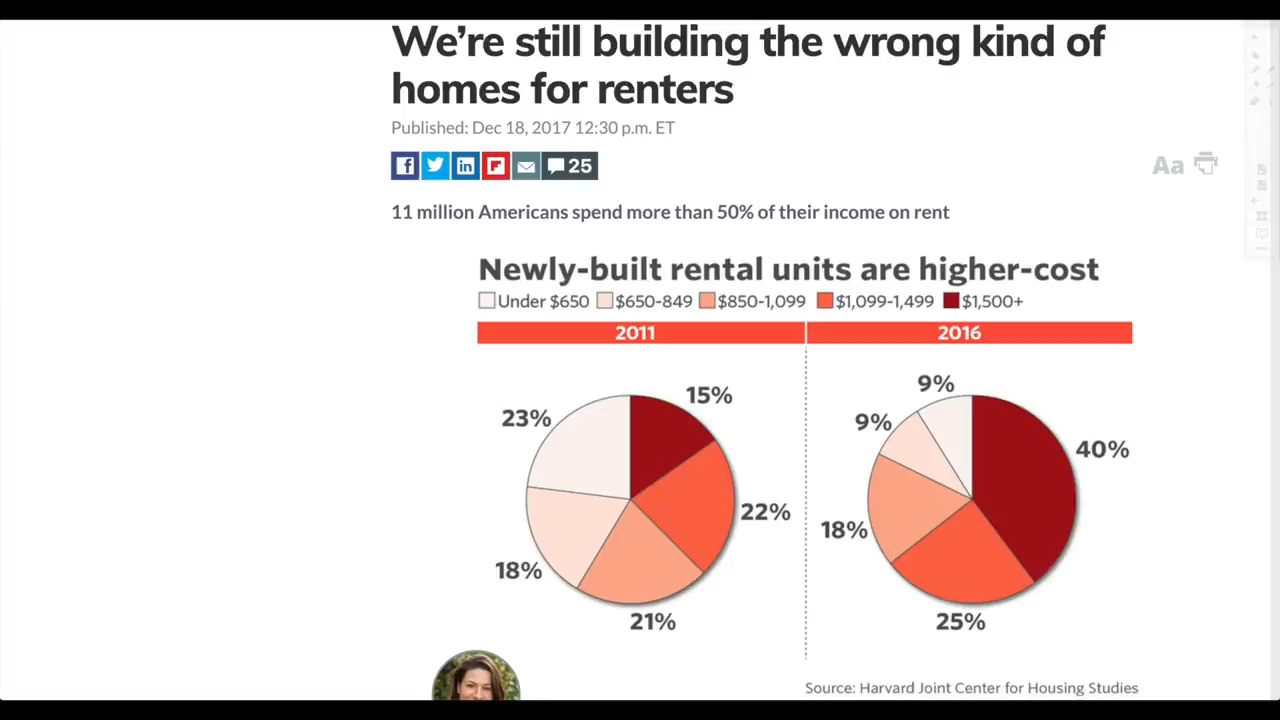 We're still building the wrong kind of
homes for renters
Published: Dec 18, 2017 12:30 p.m. ET
25
Aa
11 million Americans spend more than 50% of their income on rent
Newly-built rental units are higher-cost
Under $650 $650-849 $850-1,099 $1,099-1,499 $1,500+
2011 2016
15%
23%
22%
18%
21%
9%
9%
40%
18%
25%
Source: Harvard Joint Center for Housing Studies